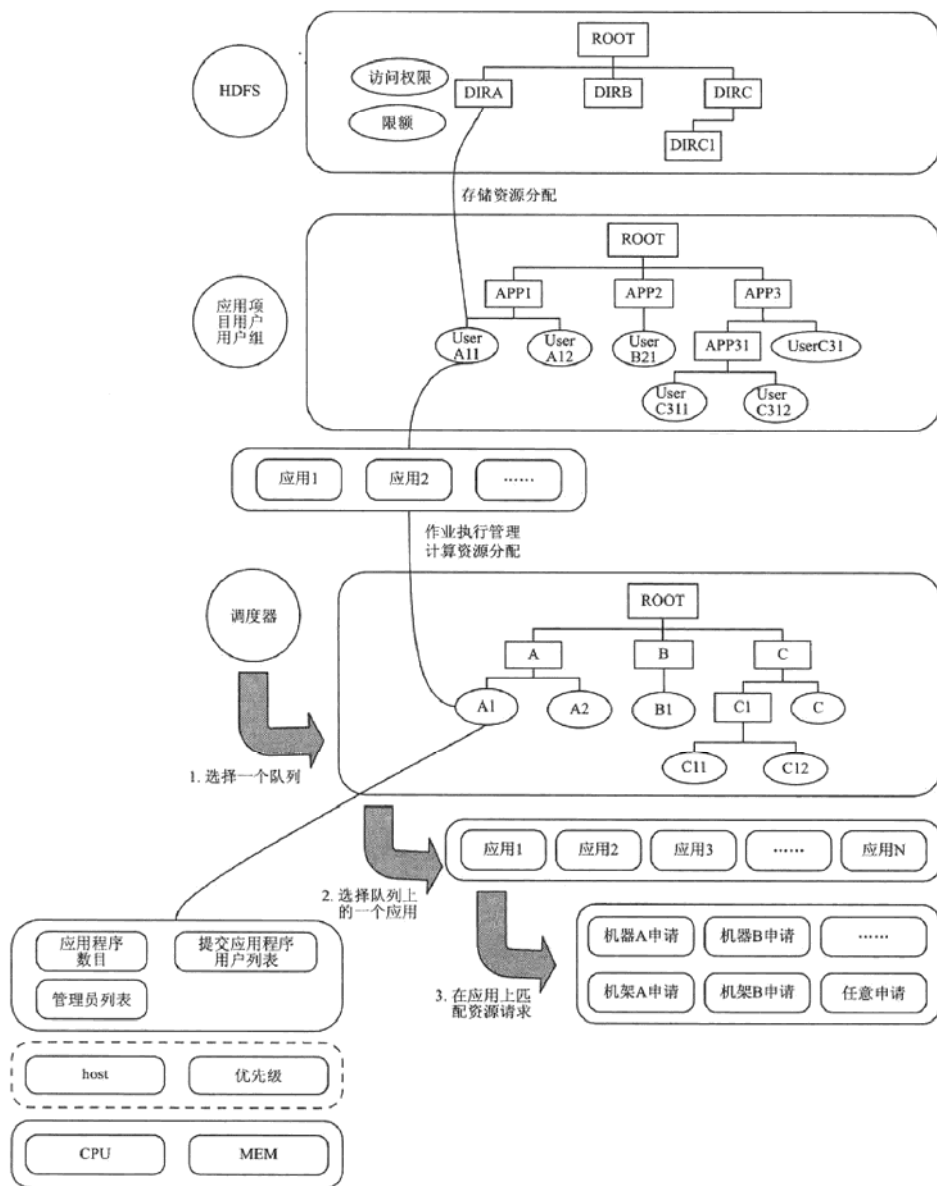 ROOT
访问权限
HDFS
DIRA
DIRB
DIRC
限额
DIRC1
存储资源分配
ROOT
应用项
目用户
用户组
APP1
APP2
APP3
User
A11
User
A12
User
B21
APP31
UserC31
User
C311
User
C312
应用1
应用2
……
作业执行管理
计算资源分配
调度器
ROOT
A
B
C
A1
A2
B1
C1
C
C11
C12
1. 选择一个队列
应用1
应用2
应用3
……
应用N
2. 选择队列上
的一个应用
机器A申请
机器B申请
……
3. 在应用上匹
配资源请求
机架A申请
机架B申请
任意申请
应用程序
数目
提交应用程序
用户列表
管理员列表
host
优先级
CPU
MEM